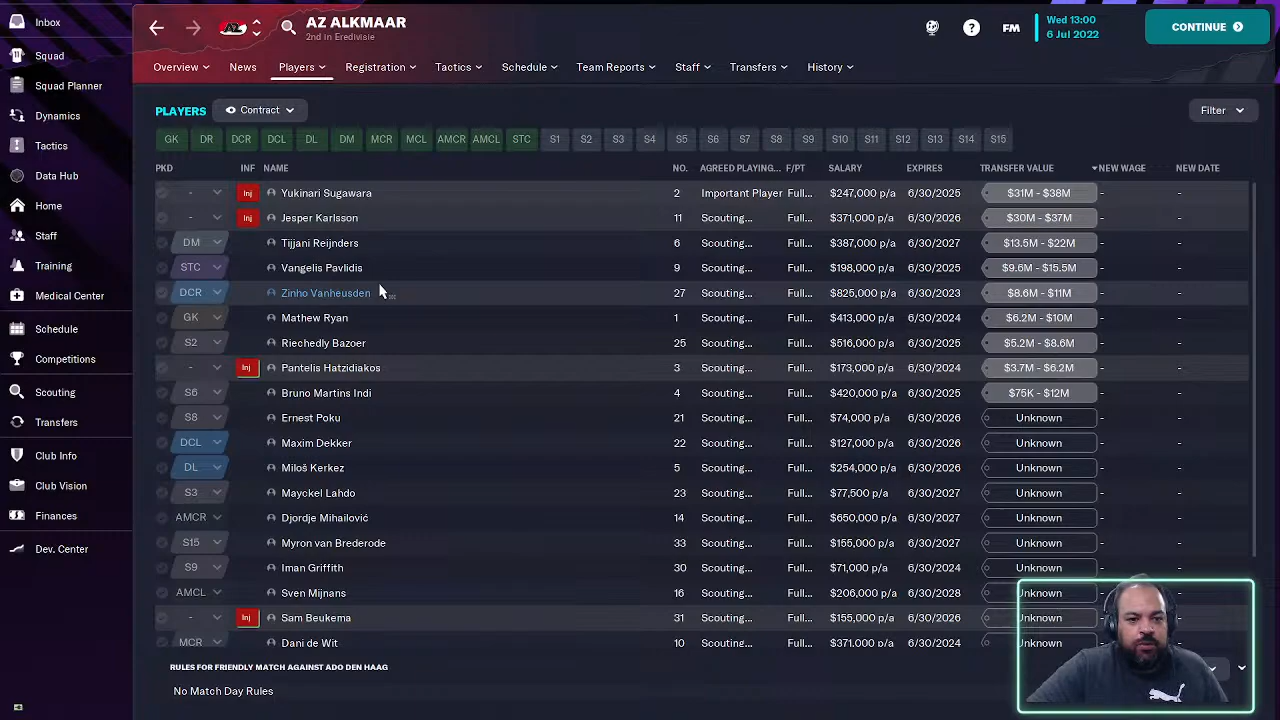 Inbox
Squad
Squad Planner
Dynamics
Tactics
Data Hub
Home
Staff
Training
Medical Center
Schedule
Competitions
Scouting
Transfers
Club Info
Club Vision
Finances
Dev. Center
AZ
AZ ALKMAAR
2nd In Eredivisie
FM
Wed 13:00
6 Jul 2022
CONTINUE
Overview News Players Registration Tactics Schedule Team Reports Staff Transfers History
PLAYERS Contract Filter
GK DR DCR DCL DL DM MCR MCL AMCR AMCL STC S1 S2 S3 S4 S5 S6 S7 S8 S9 S10 S11 S12 S13 S14 S15
PKD INF NAME NO. AGREED PLAYING... F/PT SALARY EXPIRES TRANSFER VALUE NEW WAGE NEW DATE
- Inj Yukinari Sugawara 2 Important Player Full... $247,000 p/a 6/30/2025 $31M - $38M - -
- Inj Jesper Karlsson 11 Scouting... Full... $371,000 p/a 6/30/2026 $30M - $37M - -
DM Tijjani Reijnders 6 Scouting... Full... $387,000 p/a 6/30/2027 $13.5M - $22M - -
STC Vangelis Pavlidis 9 Scouting... Full... $198,000 p/a 6/30/2025 $9.6M - $15.5M - -
DCR Zinho Vanheusden 27 Scouting... Full... $825,000 p/a 6/30/2023 $8.6M - $11M - -
GK Mathew Ryan 1 Scouting... Full... $413,000 p/a 6/30/2024 $6.2M - $10M - -
S2 Riechedly Bazoer 25 Scouting... Full... $516,000 p/a 6/30/2025 $5.2M - $8.6M - -
- Inj Pantelis Hatzidiakos 3 Scouting... Full... $173,000 p/a 6/30/2024 $3.7M - $6.2M - -
S6 Bruno Martins Indi 4 Scouting... Full... $420,000 p/a 6/30/2025 $75K - $12M - -
S8 Ernest Poku 21 Scouting... Full... $74,000 p/a 6/30/2026 Unknown - -
DCL Maxim Dekker 22 Scouting... Full... $127,000 p/a 6/30/2026 Unknown - -
DL Miloš Kerkez 5 Scouting... Full... $254,000 p/a 6/30/2026 Unknown - -
S3 Mayckel Lahdo 23 Scouting... Full... $77,500 p/a 6/30/2027 Unknown - -
AMCR Djordje Mihailović 14 Scouting... Full... $650,000 p/a 6/30/2027 Unknown - -
S15 Myron van Brederode 33 Scouting... Full... $155,000 p/a 6/30/2027 Unknown - -
S9 Iman Griffith 30 Scouting... Full... $71,000 p/a 6/30/2024 Unknown - -
AMCL Sven Mijnans 16 Scouting... Full... $206,000 p/a 6/30/2028 Unknown - -
- Inj Sam Beukema 31 Scouting... Full... $155,000 p/a 6/30/2026 Unknown - -
MCR Dani de Wit 10 Scouting... Full... $371,000 p/a 6/30/2024 Unknown - -
RULES FOR FRIENDLY MATCH AGAINST ADO DEN HAAG
No Match Day Rules